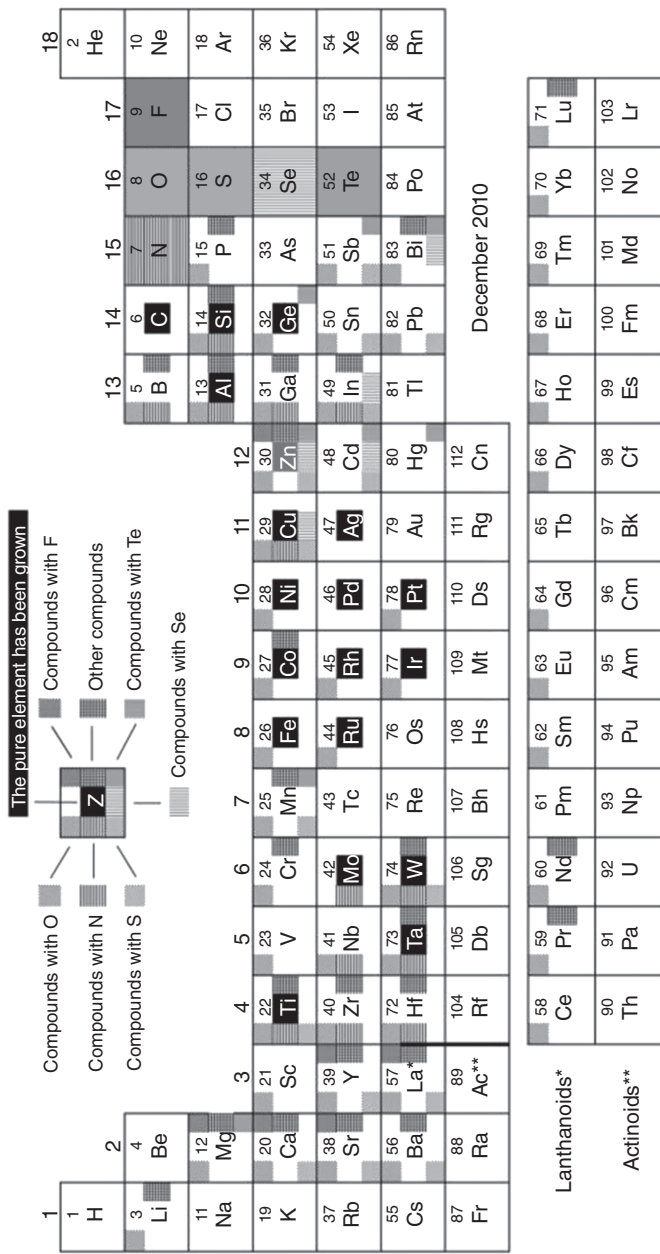 The pure element has been grown
Compounds with O
Compounds with N
Compounds with S
Z
Compounds with F
Other compounds
Compounds with Te
Compounds with Se
1 2 3 4 5 6 7 8 9 10 11 12 13 14 15 16 17 18
1 H 2 He
3 Li 4 Be 5 B 6 C 7 N 8 O 9 F 10 Ne
11 Na 12 Mg 13 Al 14 Si 15 P 16 S 17 Cl 18 Ar
19 K 20 Ca 21 Sc 22 Ti 23 V 24 Cr 25 Mn 26 Fe 27 Co 28 Ni 29 Cu 30 Zn 31 Ga 32 Ge 33 As 34 Se 35 Br 36 Kr
37 Rb 38 Sr 39 Y 40 Zr 41 Nb 42 Mo 43 Tc 44 Ru 45 Rh 46 Pd 47 Ag 48 Cd 49 In 50 Sn 51 Sb 52 Te 53 I 54 Xe
55 Cs 56 Ba 57 La* 72 Hf 73 Ta 74 W 75 Re 76 Os 77 Ir 78 Pt 79 Au 80 Hg 81 Tl 82 Pb 83 Bi 84 Po 85 At 86 Rn
87 Fr 88 Ra 89 Ac** 104 Rf 105 Db 106 Sg 107 Bh 108 Hs 109 Mt 110 Ds 111 Rg 112 Cn
December 2010
Lanthanoids* 58 Ce 59 Pr 60 Nd 61 Pm 62 Sm 63 Eu 64 Gd 65 Tb 66 Dy 67 Ho 68 Er 69 Tm 70 Yb 71 Lu
Actinoids** 90 Th 91 Pa 92 U 93 Np 94 Pu 95 Am 96 Cm 97 Bk 98 Cf 99 Es 100 Fm 101 Md 102 No 103 Lr